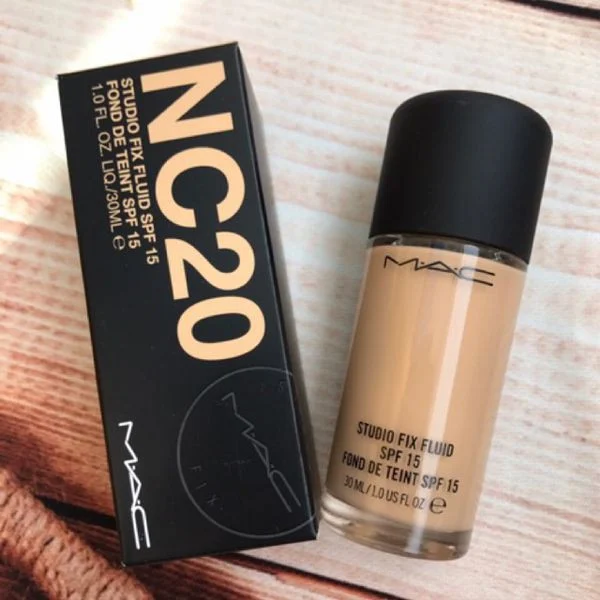 NC20
STUDIO FIX FLUID SPF 15
FOND DE TEINT SPF 15
1.0 FL. OZ. LIQ./30ML ℮
M·A·C
M·A·C
FIX
M·A·C
STUDIO FIX FLUID
SPF 15
FOND DE TEINT SPF 15
30 ML/1.0 US FL OZ ℮